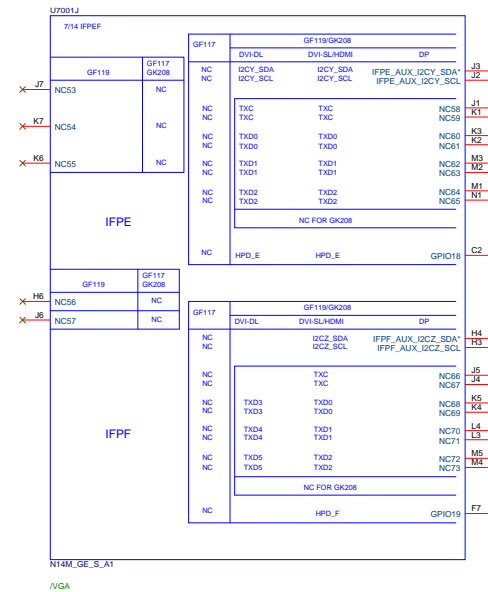 U7001J
7/14 IFPEF
GF117 GF119/GK208
DVI-DL DVI-SL/HDMI DP
GF119 GF117 GK208
NC I2CY_SDA I2CY_SDA IFPE_AUX_I2CY_SDA* J3
NC I2CY_SCL I2CY_SCL IFPE_AUX_I2CY_SCL J2
J7 NC53 NC
NC TXC TXC NC58 J1
NC TXC TXC NC59 K1
K7 NC54 NC
NC TXD0 TXD0 NC60 K3
NC TXD0 TXD0 NC61 K2
K6 NC55 NC
NC TXD1 TXD1 NC62 M3
NC TXD1 TXD1 NC63 M2
NC TXD2 TXD2 NC64 M1
NC TXD2 TXD2 NC65 N1
IFPE
NC FOR GK208
NC HPD_E HPD_E GPIO18 C2
GF119 GF117 GK208
H6 NC56 NC
J6 NC57 NC
GF117 GF119/GK208
DVI-DL DVI-SL/HDMI DP
NC I2CZ_SDA IFPF_AUX_I2CZ_SDA* H4
NC I2CZ_SCL IFPF_AUX_I2CZ_SCL H3
NC TXC NC66 J5
NC TXC NC67 J4
NC TXD3 TXD0 NC68 K5
NC TXD3 TXD0 NC69 K4
IFPF
NC TXD4 TXD1 NC70 L4
NC TXD4 TXD1 NC71 L3
NC TXD5 TXD2 NC72 M5
NC TXD5 TXD2 NC73 M4
NC FOR GK208
NC HPD_F GPIO19 F7
N14M_GE_S_A1
/VGA